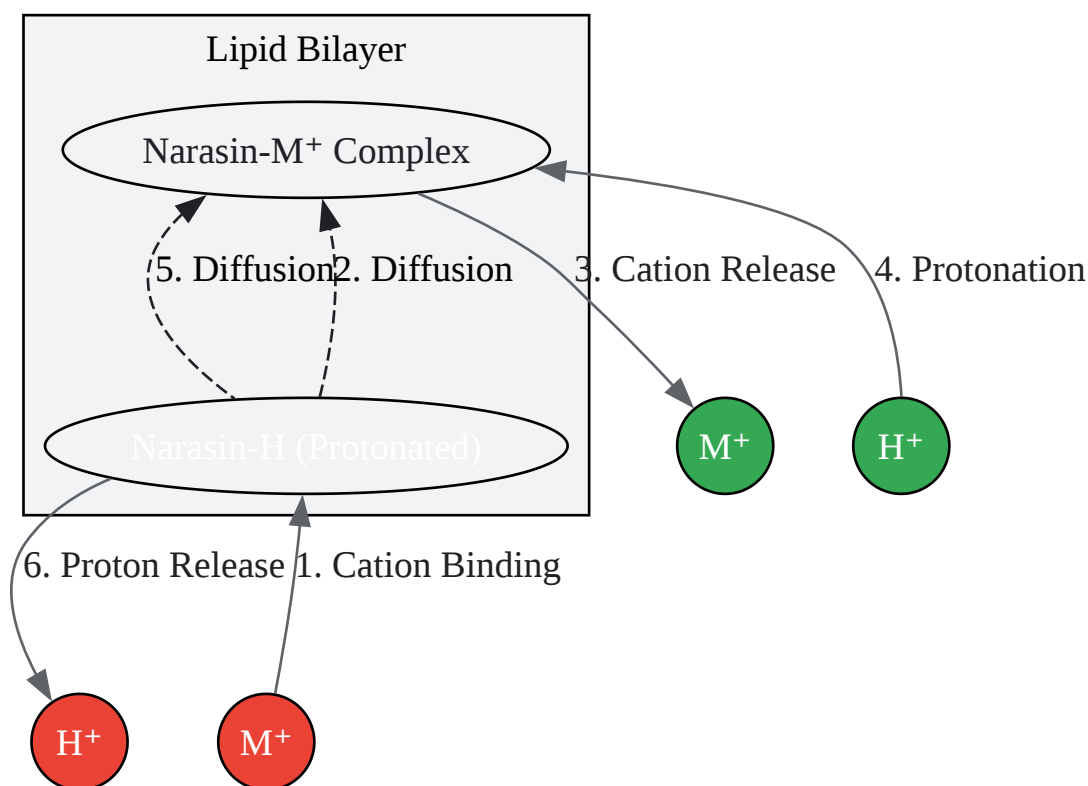 Lipid Bilayer
Narasin-M⁺ Complex
5. Diffusion
2. Diffusion
3. Cation Release
4. Protonation
Narasin-H (Protonated)
M⁺
H⁺
6. Proton Release
1. Cation Binding
H⁺
M⁺